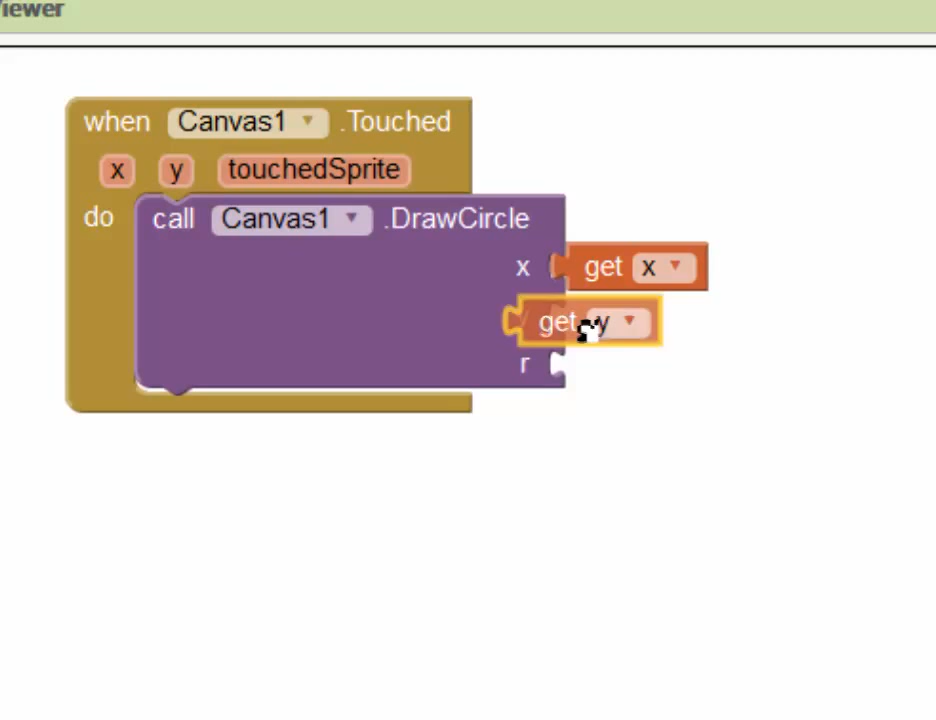 iewer
when Canvas1 .Touched
x y touchedSprite
do call Canvas1 .DrawCircle
x get x
get y
r